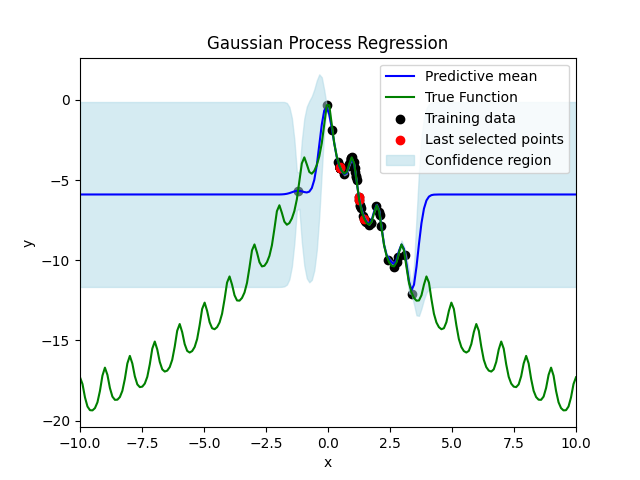 Gaussian Process Regression
Predictive mean
True Function
Training data
Last selected points
Confidence region
y
0
−5
−10
−15
−20
−10.0 −7.5 −5.0 −2.5 0.0 2.5 5.0 7.5 10.0
x